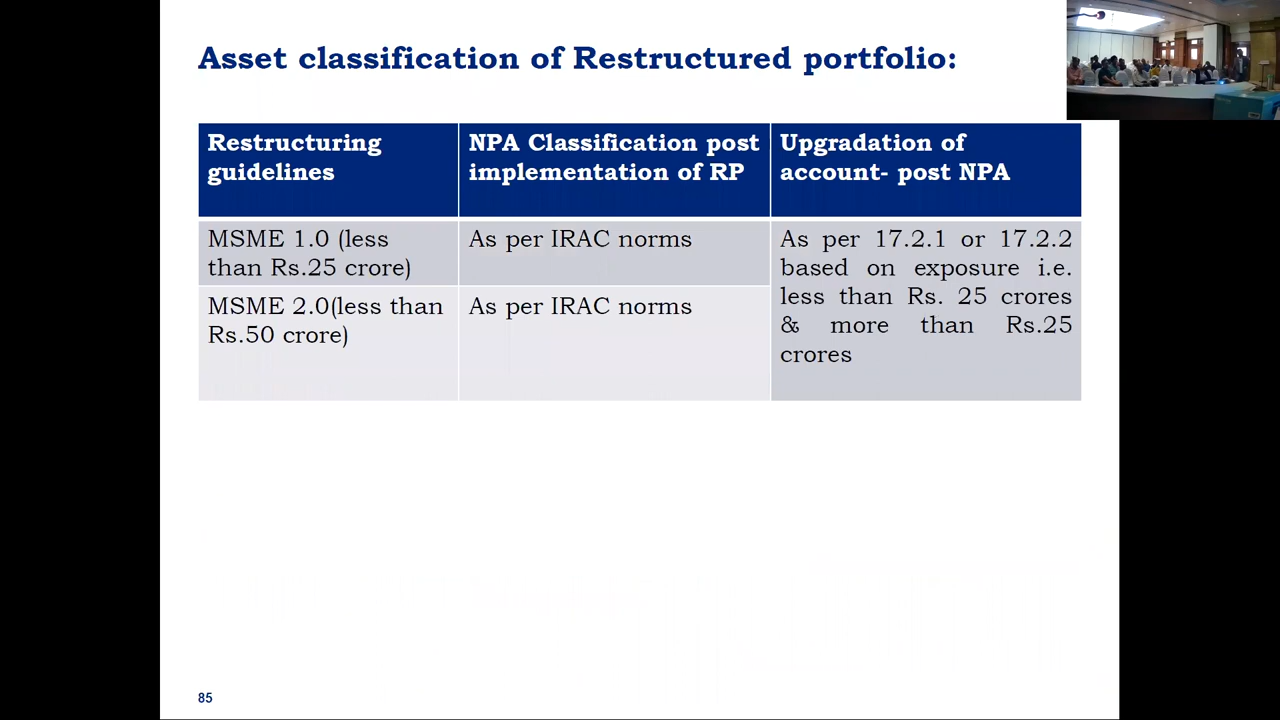 Asset classification of Restructured portfolio:
Restructuring
guidelines
NPA Classification post
implementation of RP
Upgradation of
account- post NPA
MSME 1.0 (less
than Rs.25 crore)
As per IRAC norms
As per 17.2.1 or 17.2.2
based on exposure i.e.
less than Rs. 25 crores
& more than Rs.25
crores
MSME 2.0(less than
Rs.50 crore)
As per IRAC norms
85